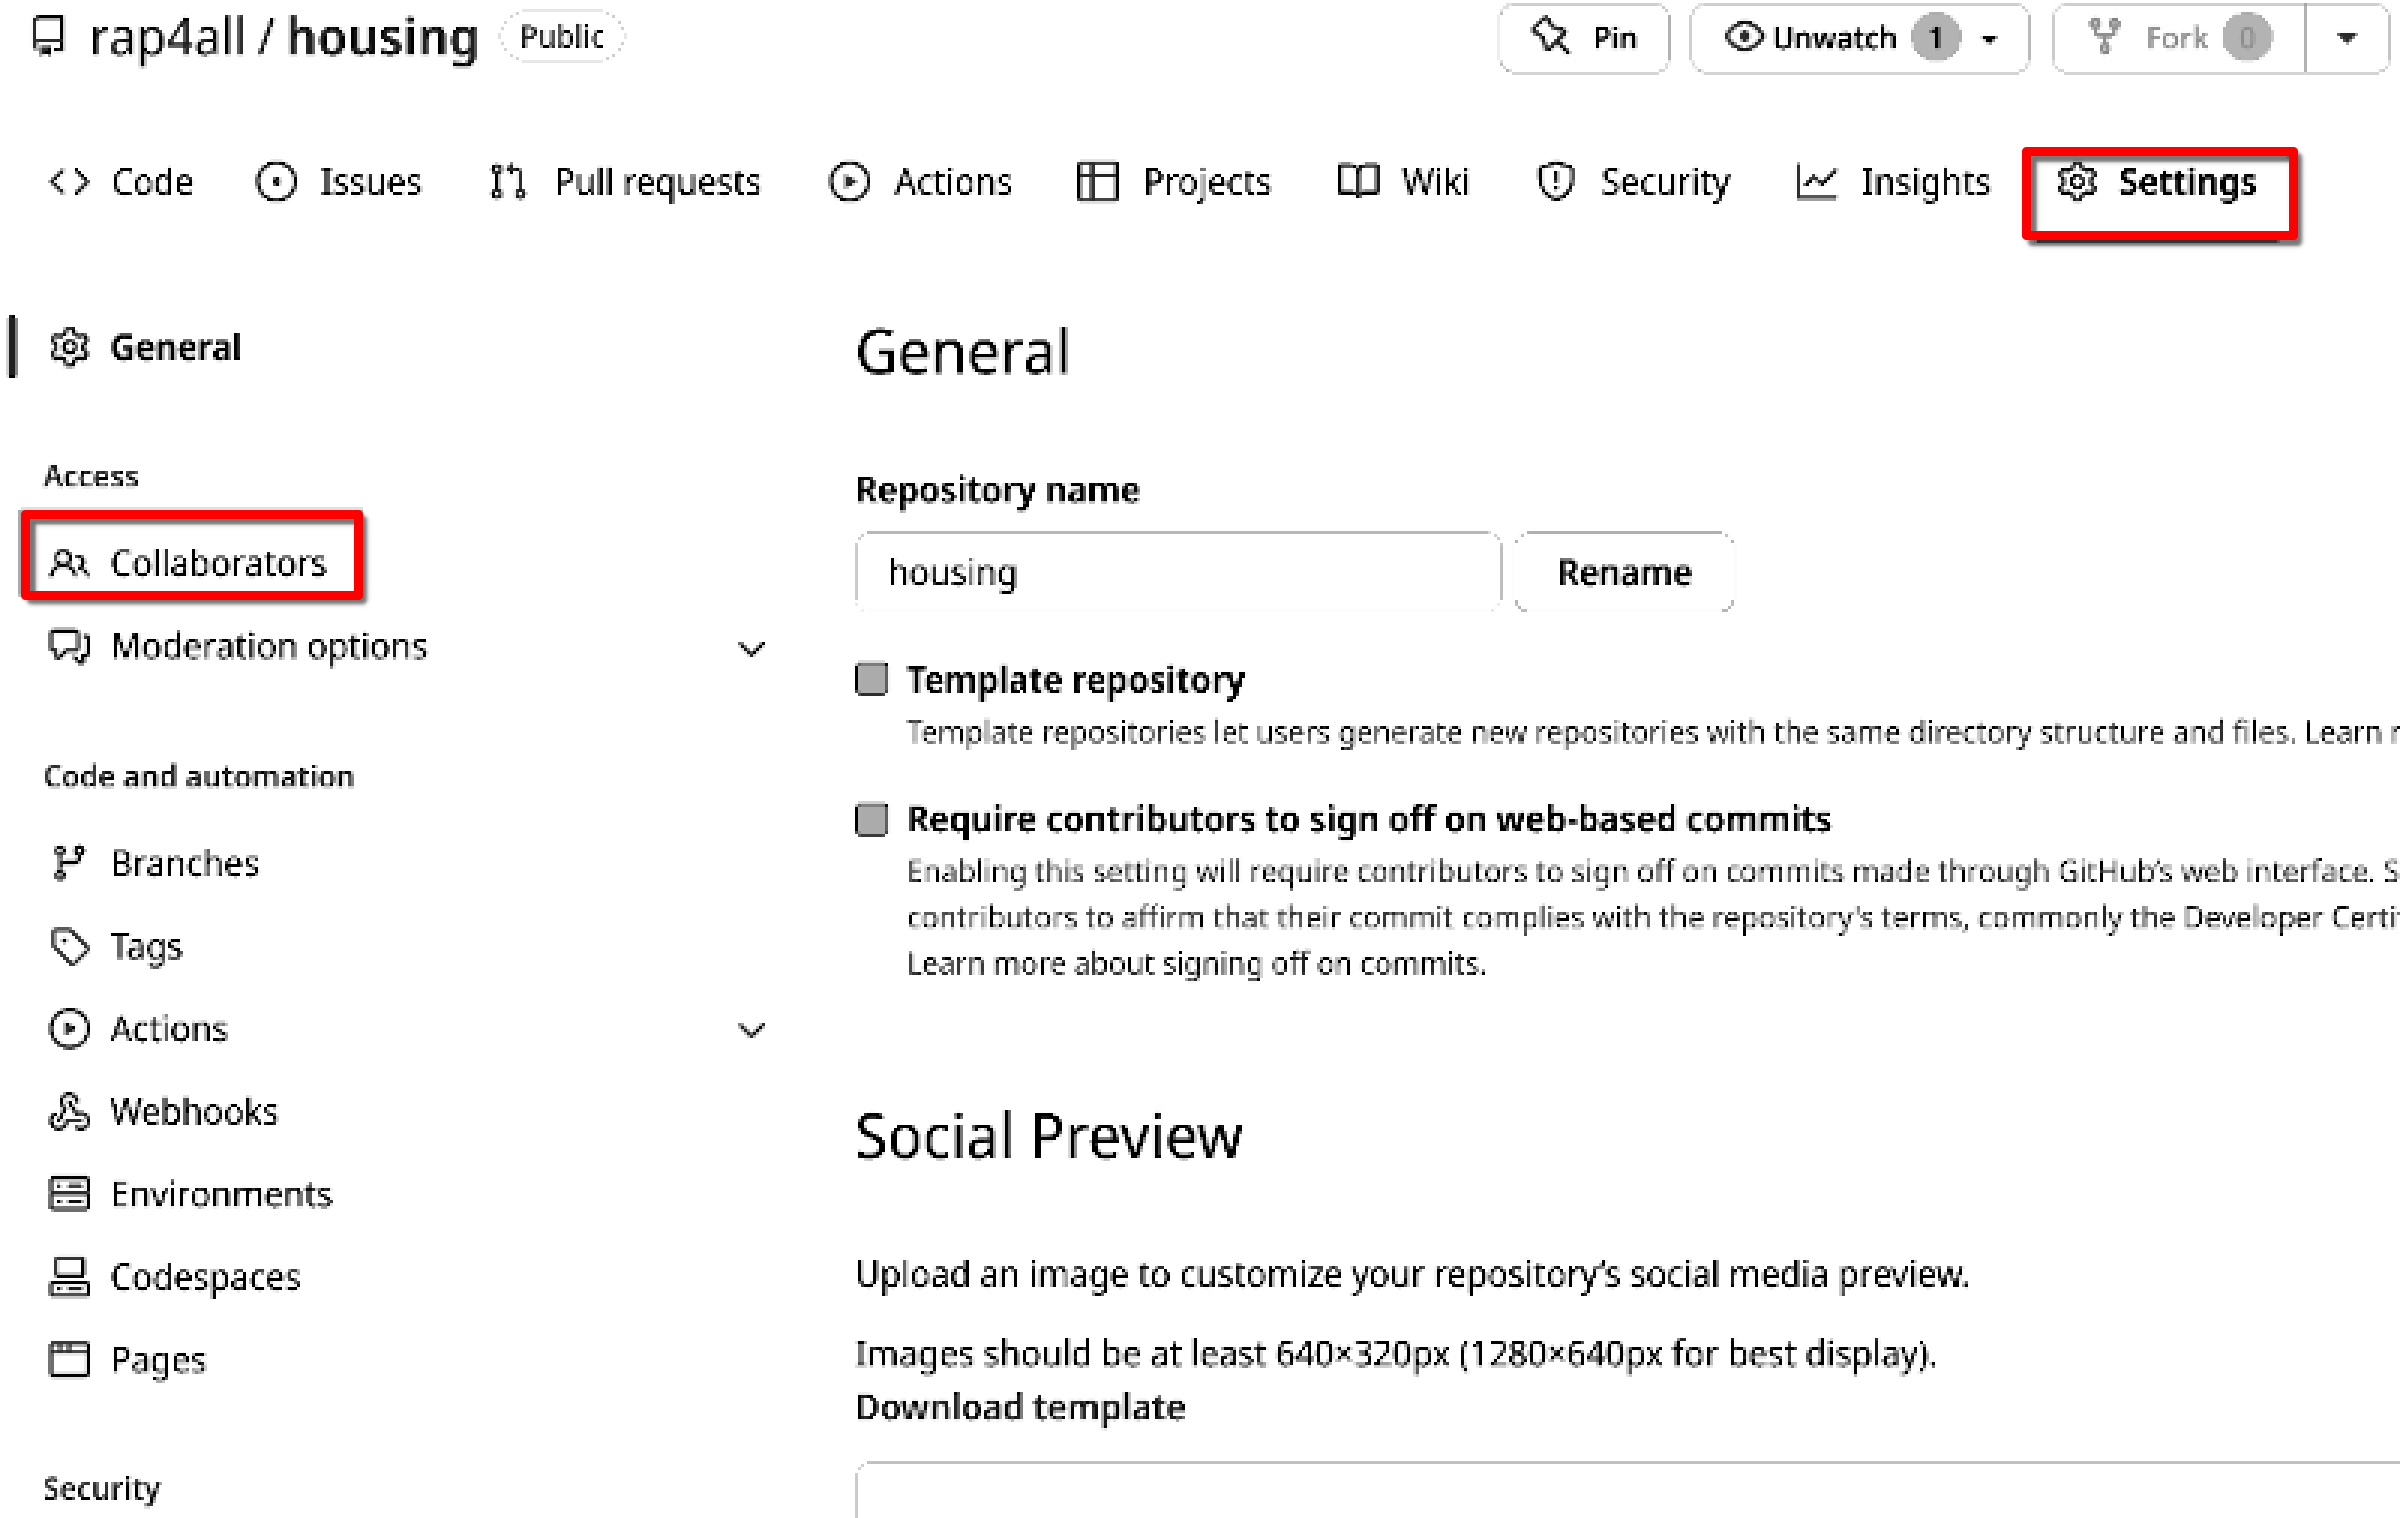 rap4all / housing Public Pin Unwatch 1 Fork 0
Code Issues Pull requests Actions Projects Wiki Security Insights Settings
General
Access
Collaborators
Moderation options
Code and automation
Branches
Tags
Actions
Webhooks
Environments
Codespaces
Pages
Security
General
Repository name
housing Rename
Template repository
Template repositories let users generate new repositories with the same directory structure and files. Learn
Require contributors to sign off on web-based commits
Enabling this setting will require contributors to sign off on commits made through GitHub's web interface.
contributors to affirm that their commit complies with the repository's terms, commonly the Developer
Learn more about signing off on commits.
Social Preview
Upload an image to customize your repository's social media preview.
Images should be at least 640×320px (1280×640px for best display).
Download template